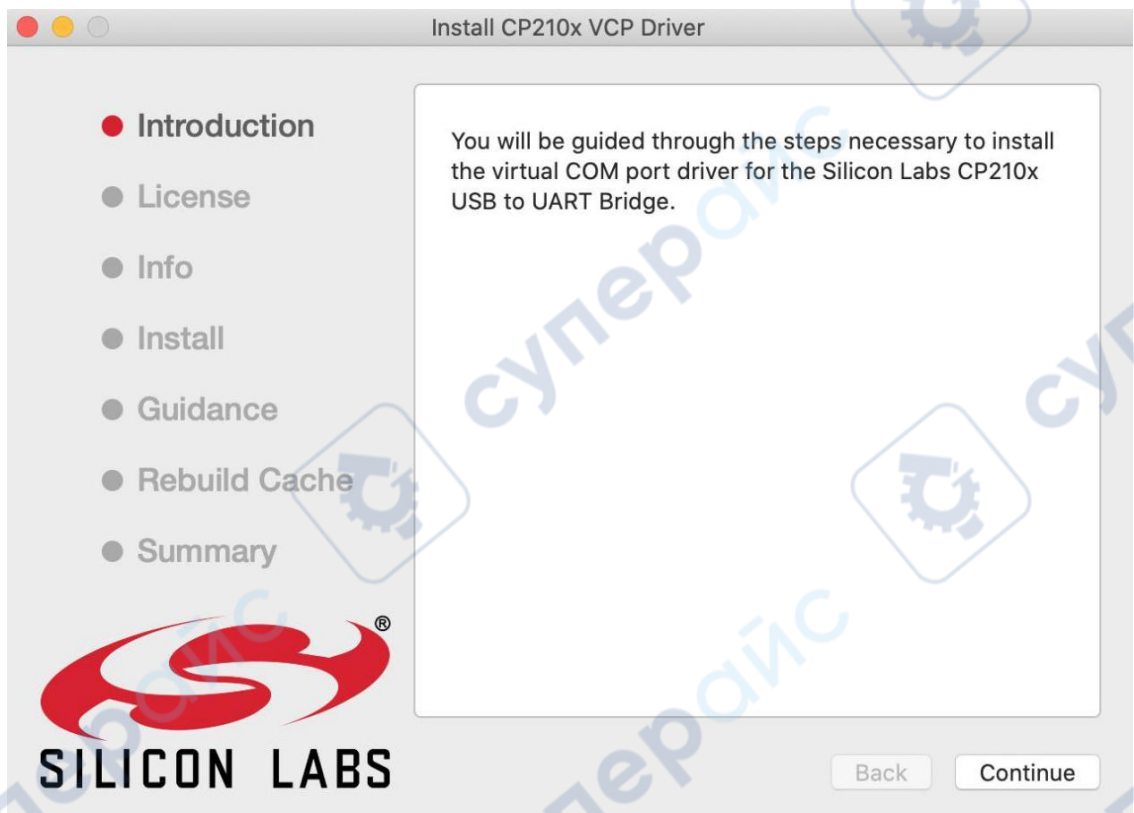 Install CP210x VCP Driver
Introduction
License
Info
Install
Guidance
Rebuild Cache
Summary
You will be guided through the steps necessary to install
the virtual COM port driver for the Silicon Labs CP210x
USB to UART Bridge.
®
SILICON LABS
Back
Continue
суперайс